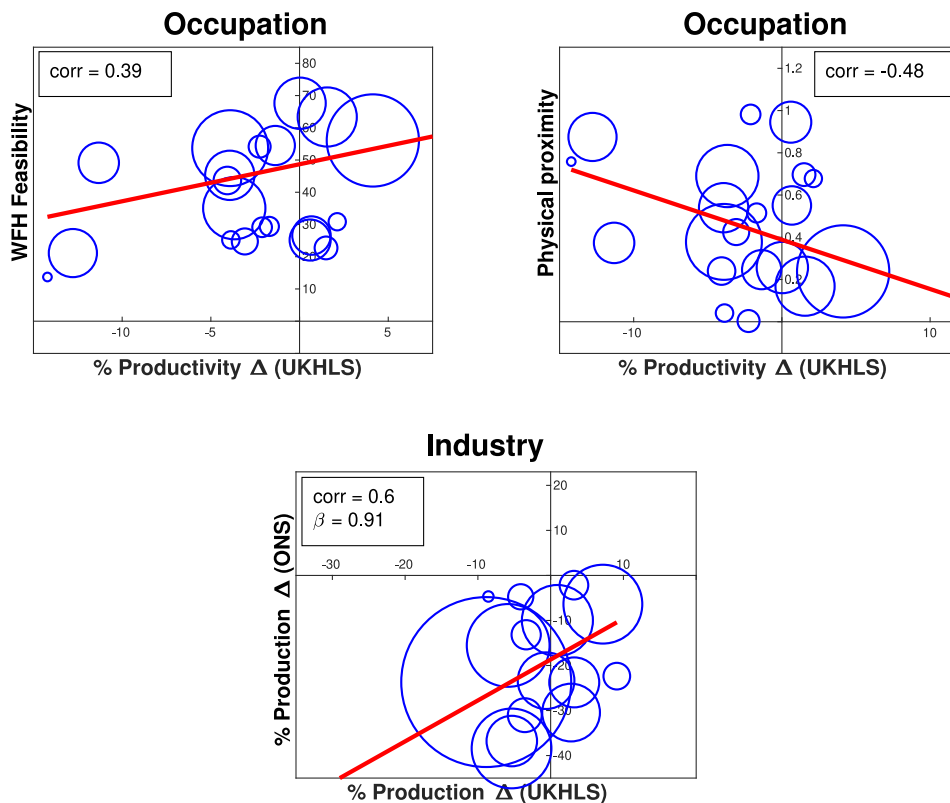 Occupation
corr = 0.39
WFH Feasibility
80
70
60
50
40
30
20
10
-10
-5
5
% Productivity Δ (UKHLS)
Occupation
corr = -0.48
Physical proximity
1.2
1
0.8
0.6
0.4
0.2
-10
0
10
% Productivity Δ (UKHLS)
Industry
corr = 0.6
β = 0.91
% Production Δ (ONS)
20
10
-30
-20
-10
10
-10
-20
-30
-40
% Production Δ (UKHLS)